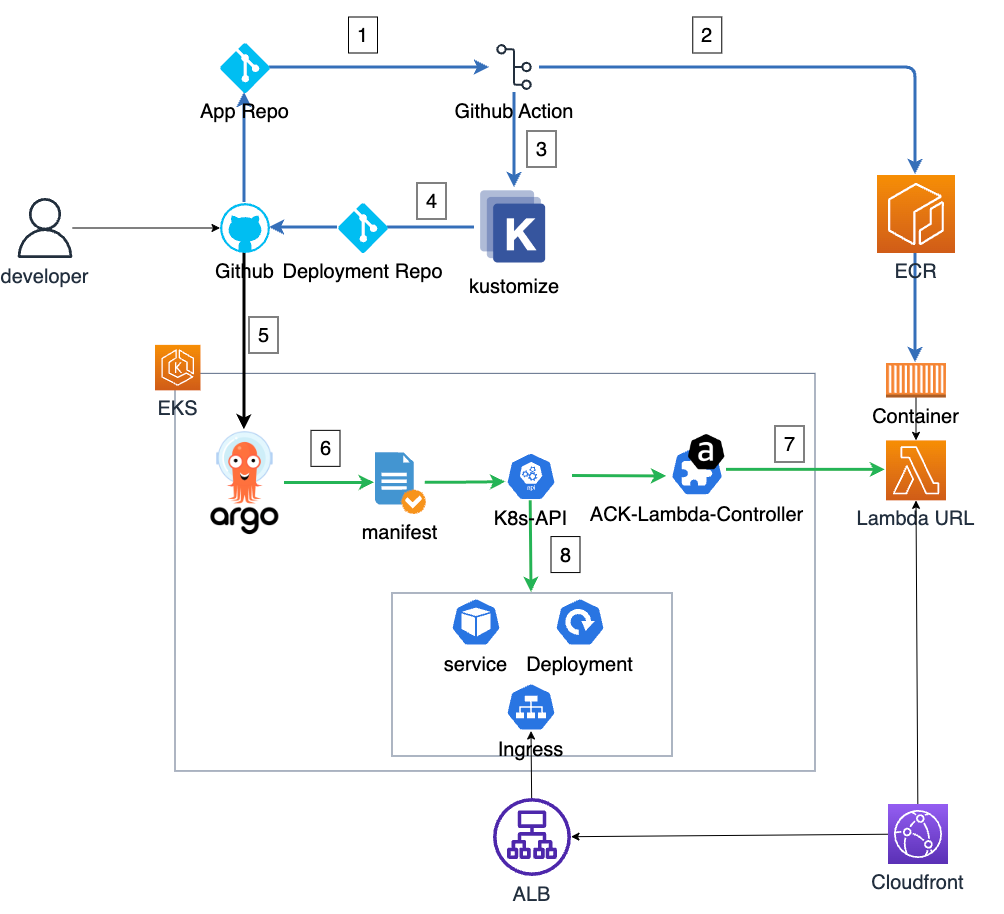 1
2
App Repo
Github Action
3
4
developer
Github
Deployment Repo
K
kustomize
ECR
5
K
EKS
Container
6
7
a
api
argo
manifest
K8s-API
ACK-Lambda-Controller
Lambda URL
8
service
Deployment
Ingress
ALB
Cloudfront